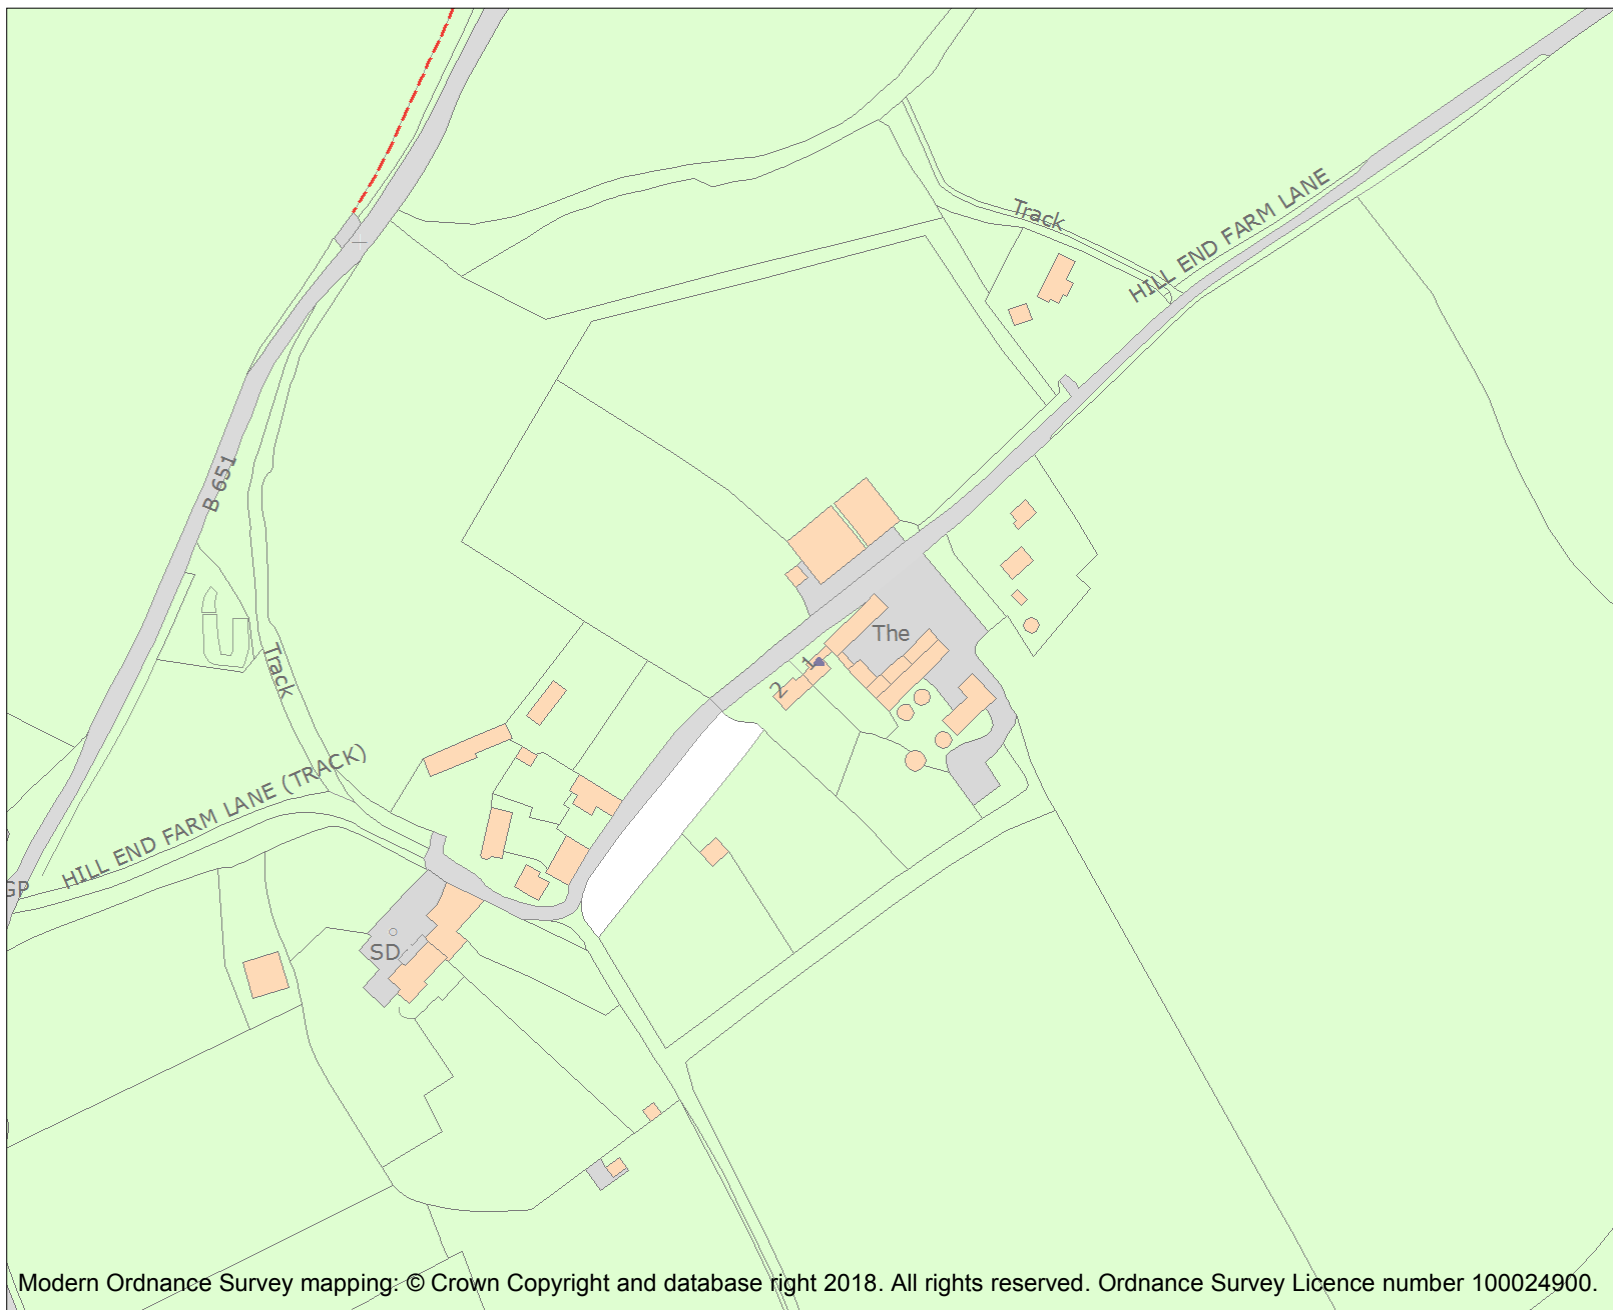 Track
HILL END FARM LANE
B 651
The
1
2
Track
HILL END FARM LANE (TRACK)
GP
SD
Modern Ordnance Survey mapping: © Crown Copyright and database right 2018. All rights reserved. Ordnance Survey Licence number 100024900.